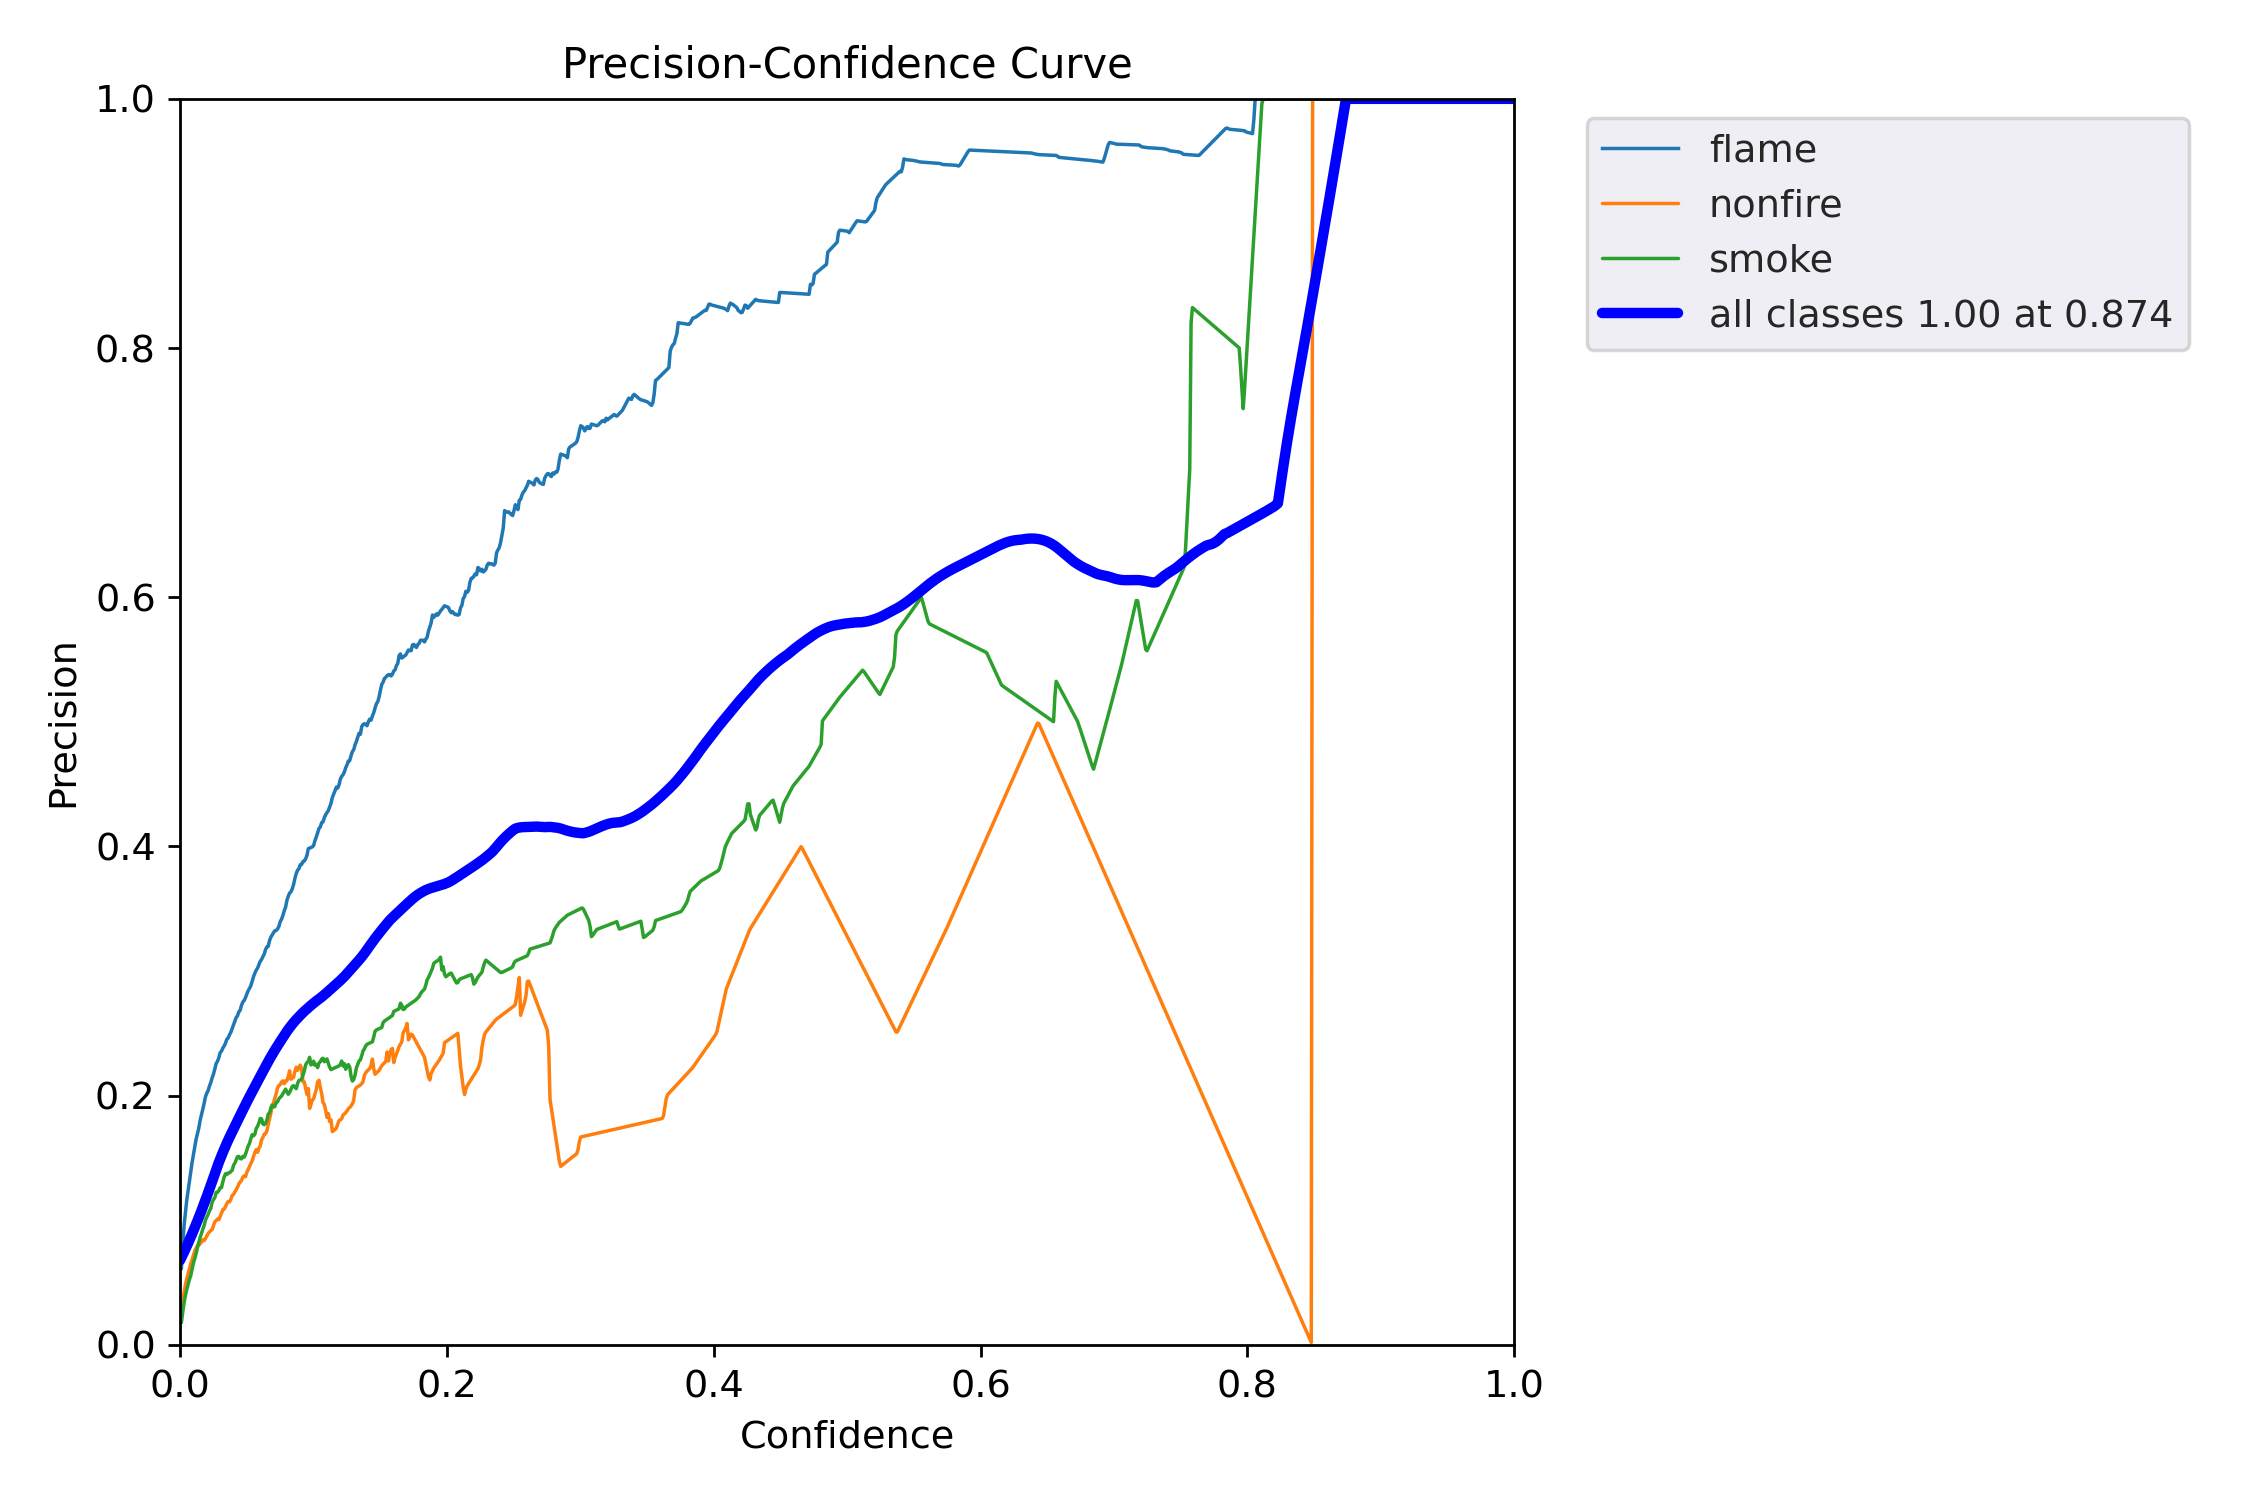 Precision-Confidence Curve
1.0
0.8
0.6
0.4
0.2
0.0
Precision
0.0 0.2 0.4 0.6 0.8 1.0
Confidence
flame
nonfire
smoke
all classes 1.00 at 0.874